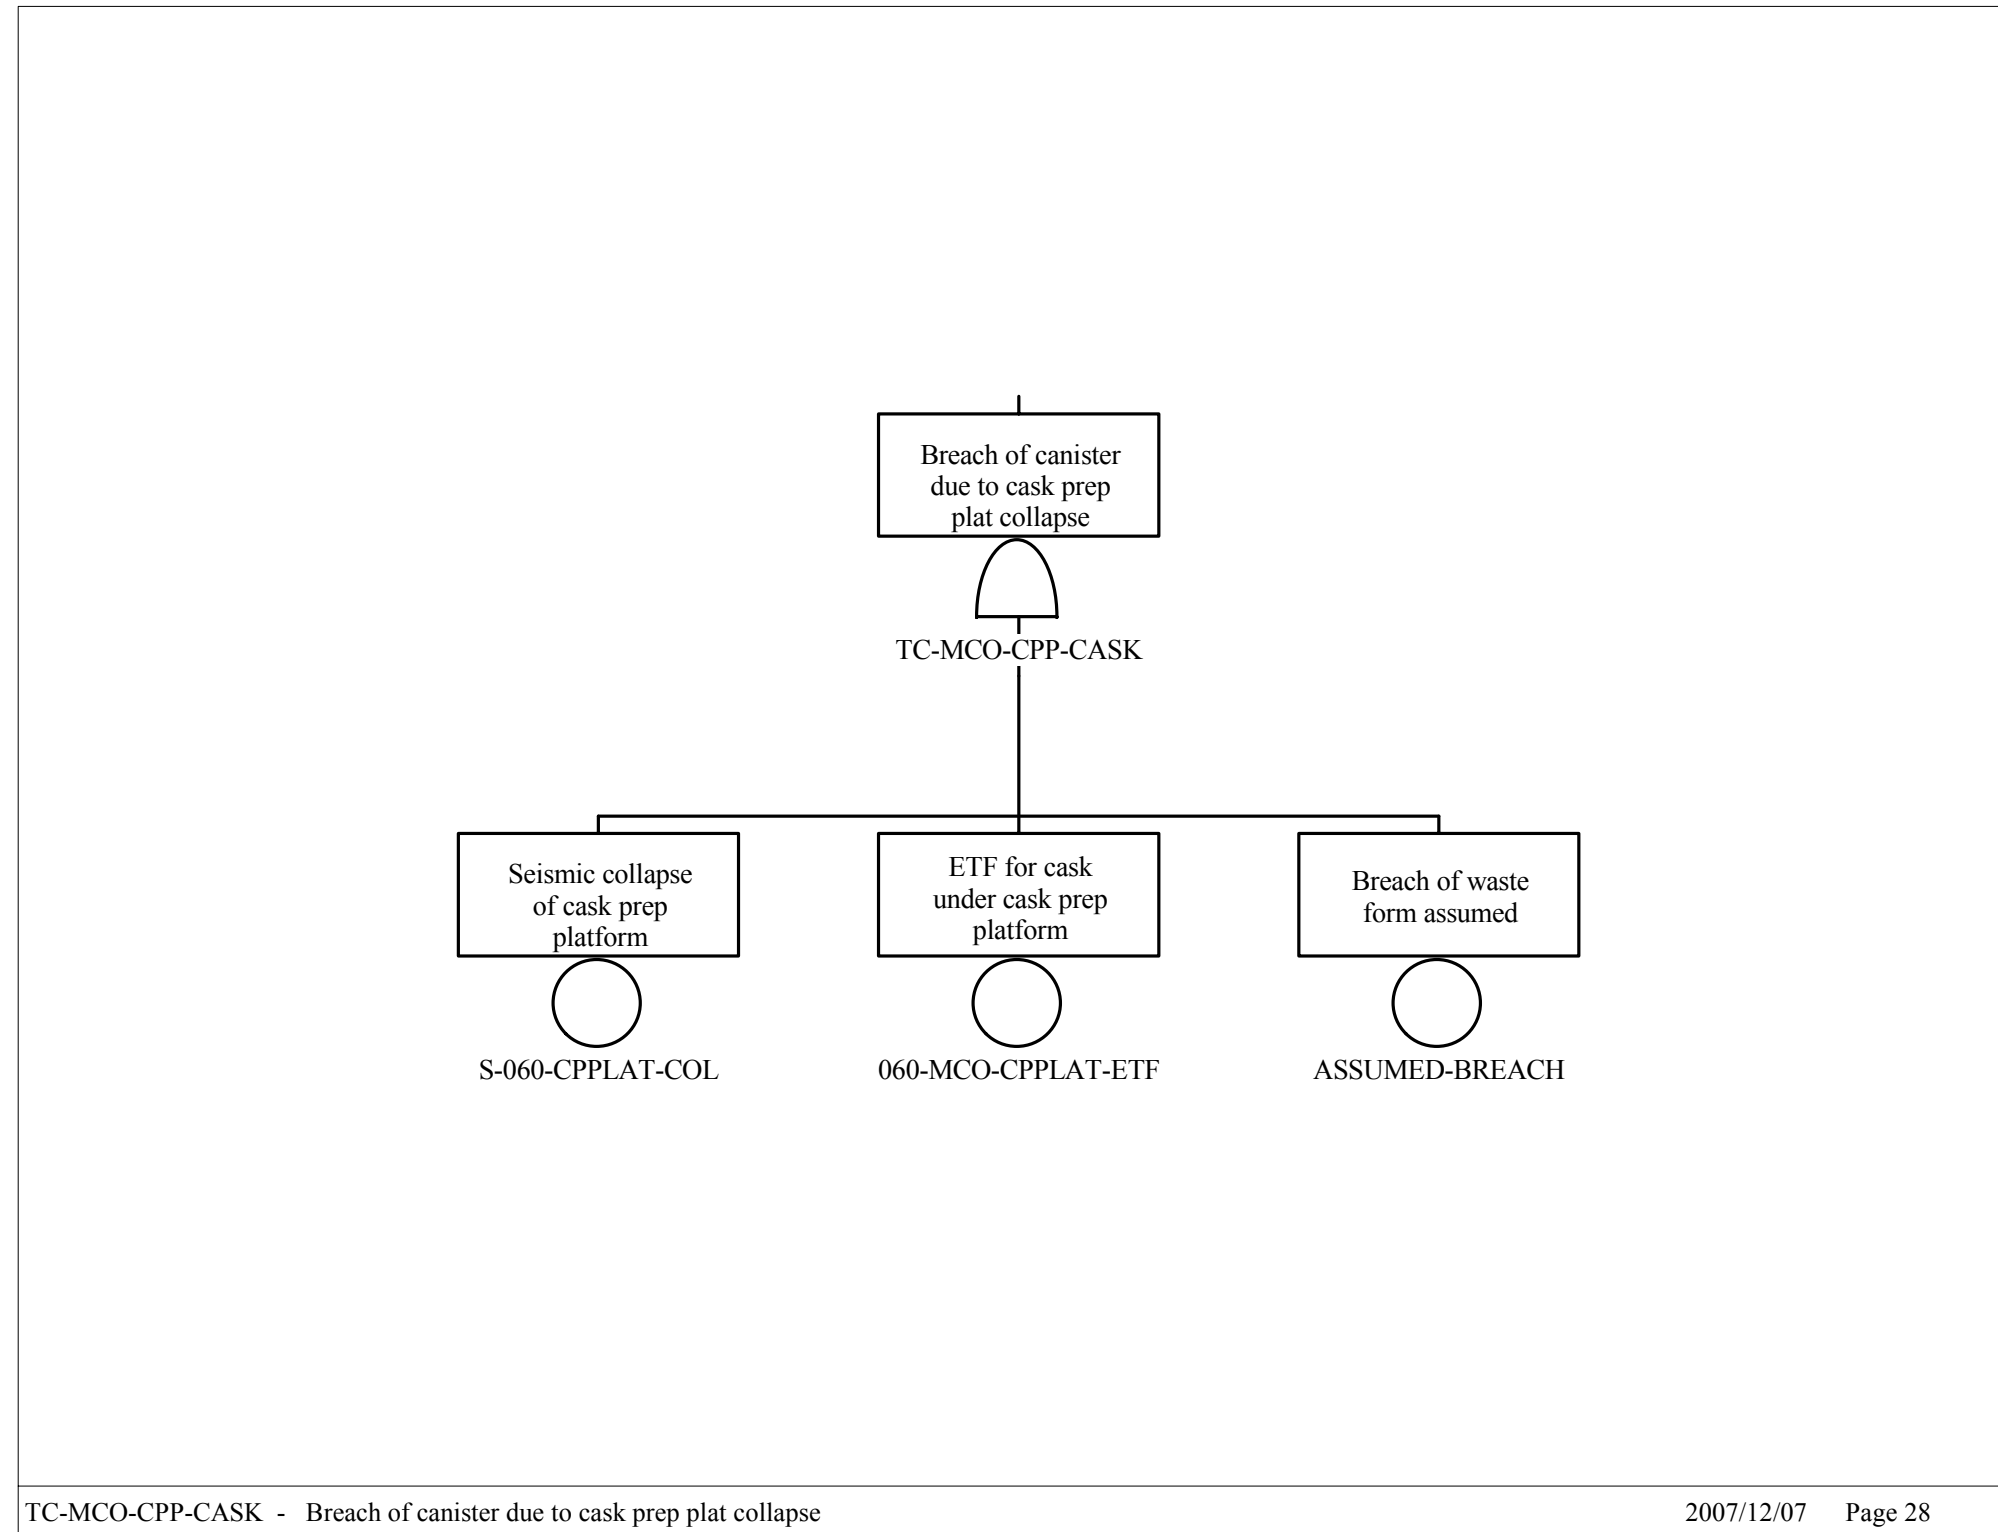 Breach of canister
due to cask prep
plat collapse
TC-MCO-CPP-CASK
Seismic collapse
of cask prep
platform
S-060-CPPLAT-COL
ETF for cask
under cask prep
platform
060-MCO-CPPLAT-ETF
Breach of waste
form assumed
ASSUMED-BREACH
TC-MCO-CPP-CASK - Breach of canister due to cask prep plat collapse 2007/12/07 Page 28